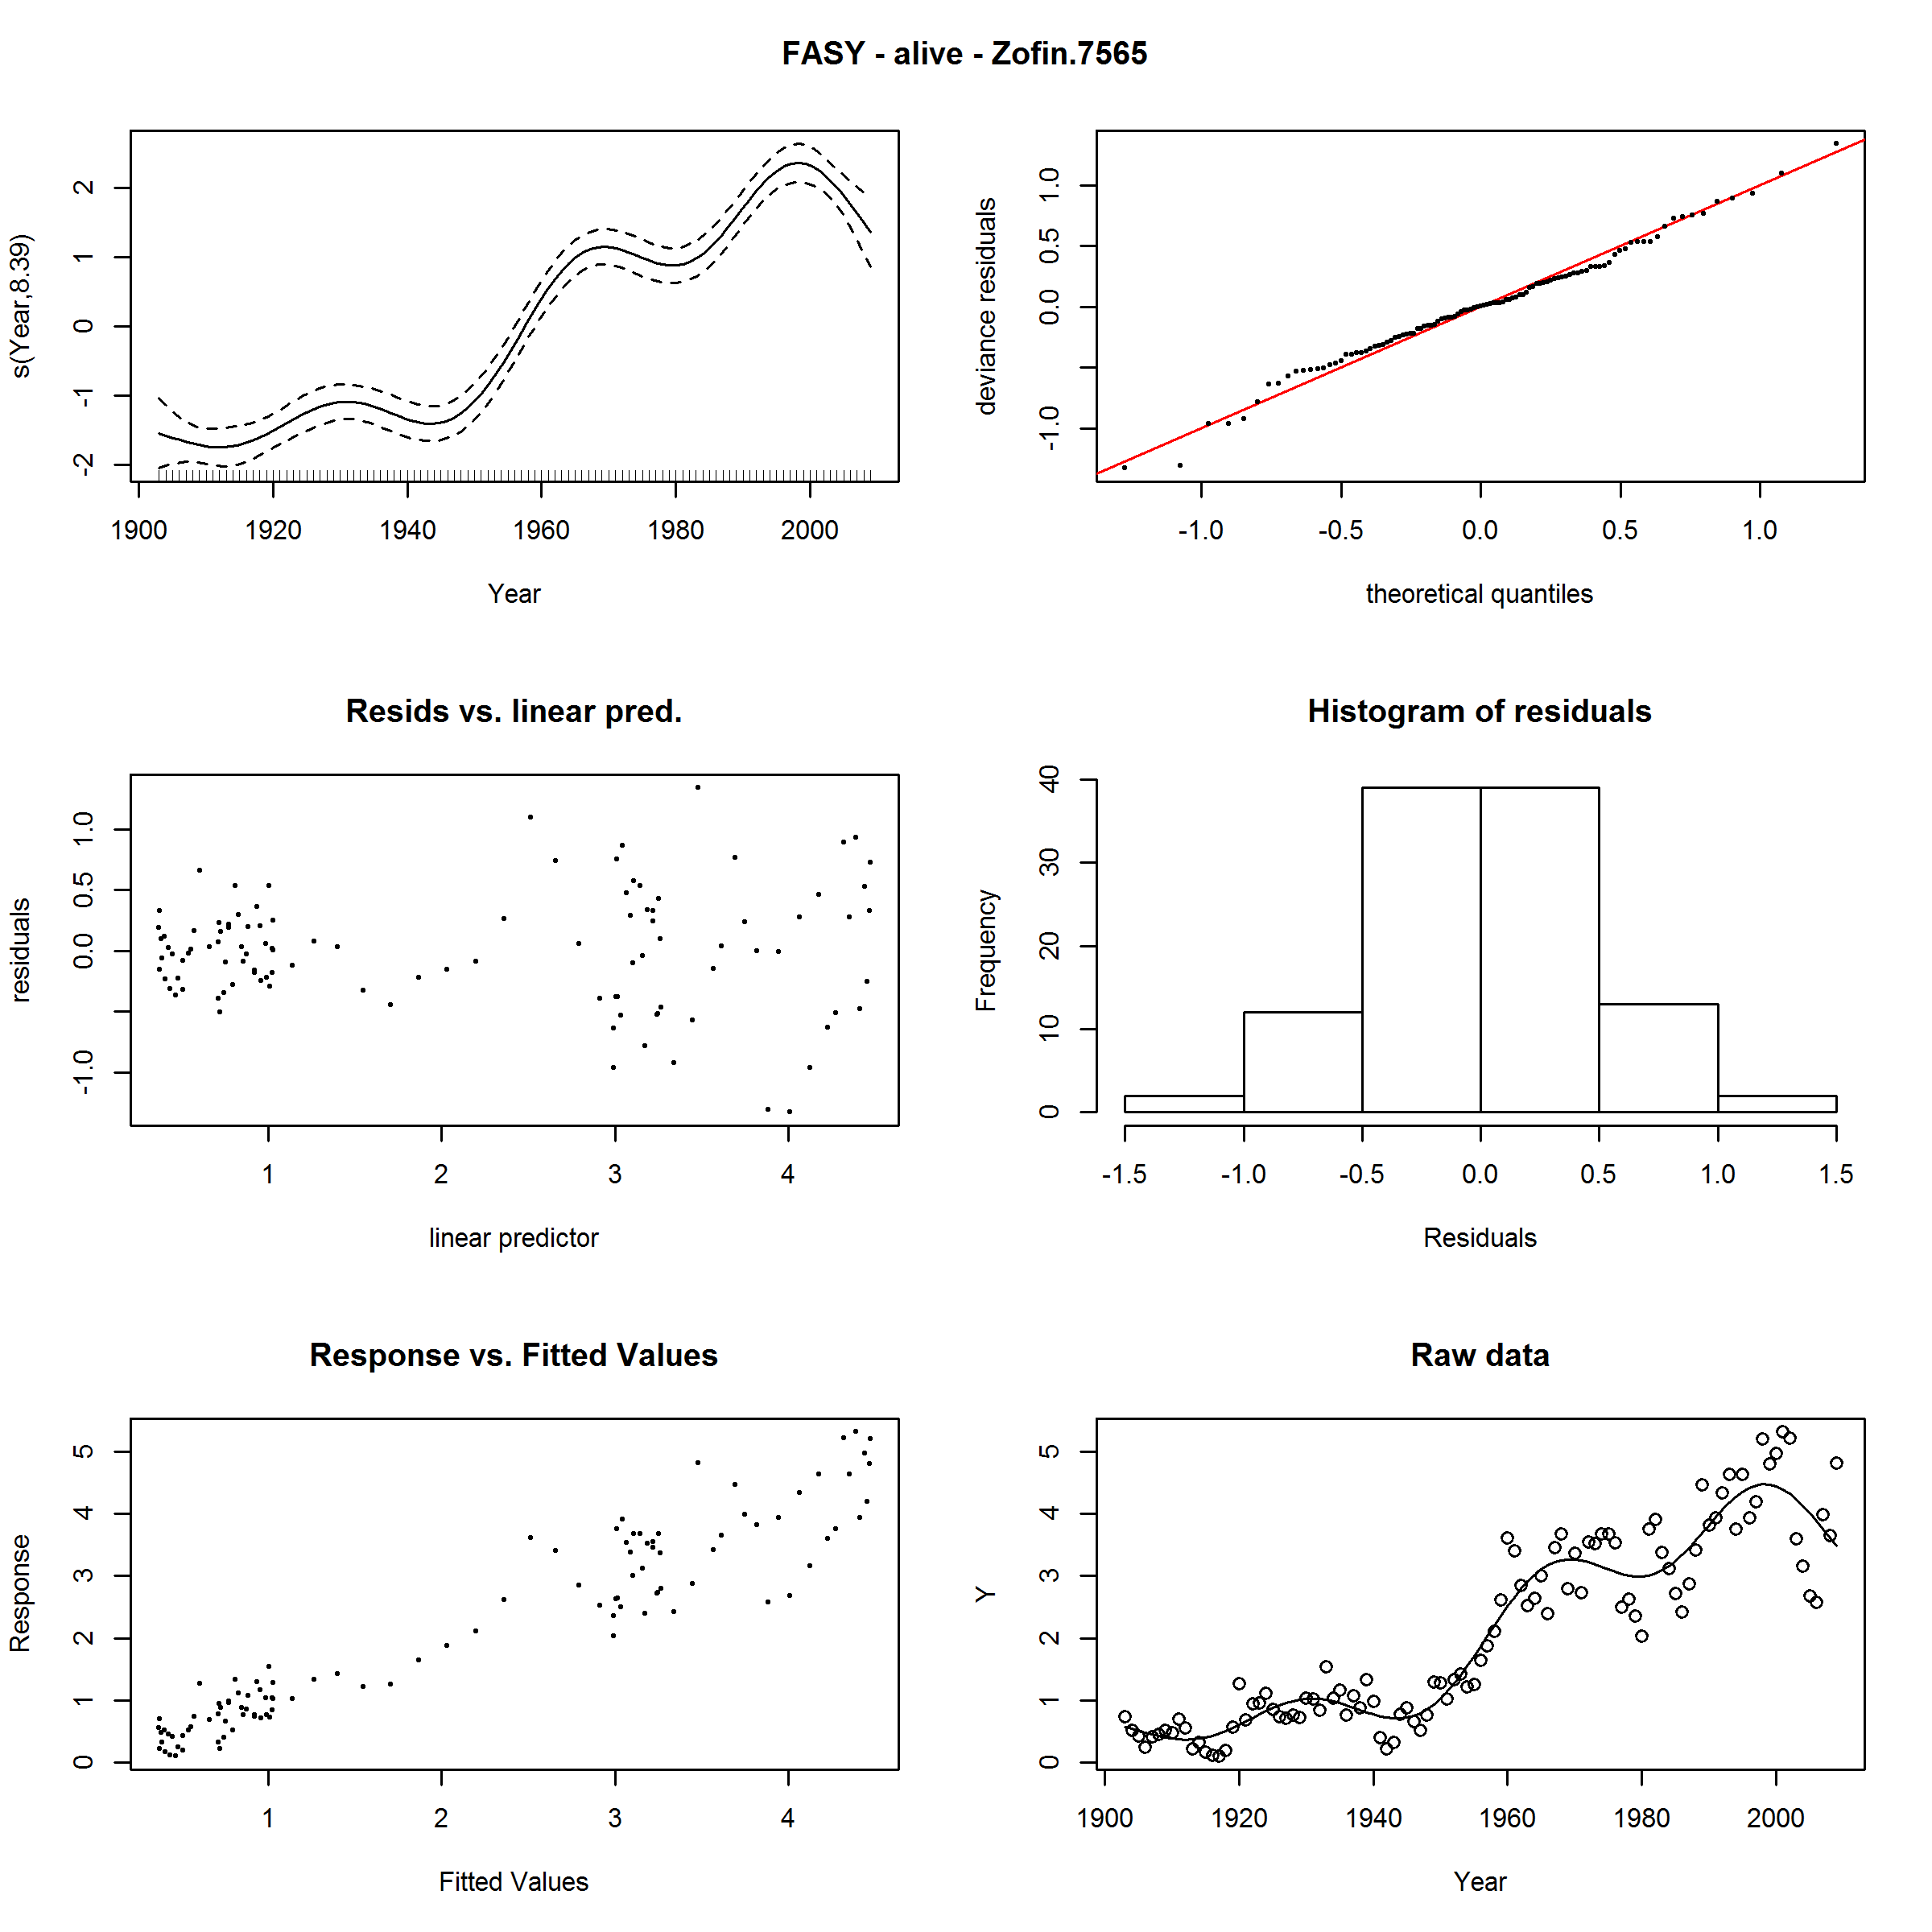 FASY - alive - Zofin.7565
s(Year,8.39)
2
1
0
-1
-2
1900 1920 1940 1960 1980 2000
Year
deviance residuals
1.0
0.5
0.0
-1.0
-1.0 -0.5 0.0 0.5 1.0
theoretical quantiles
Resids vs. linear pred.
residuals
1.0
0.5
0.0
-1.0
1 2 3 4
linear predictor
Histogram of residuals
Frequency
40
30
20
10
0
-1.5 -1.0 -0.5 0.0 0.5 1.0 1.5
Residuals
Response vs. Fitted Values
Response
5
4
3
2
1
0
1 2 3 4
Fitted Values
Raw data
Y
5
4
3
2
1
0
1900 1920 1940 1960 1980 2000
Year